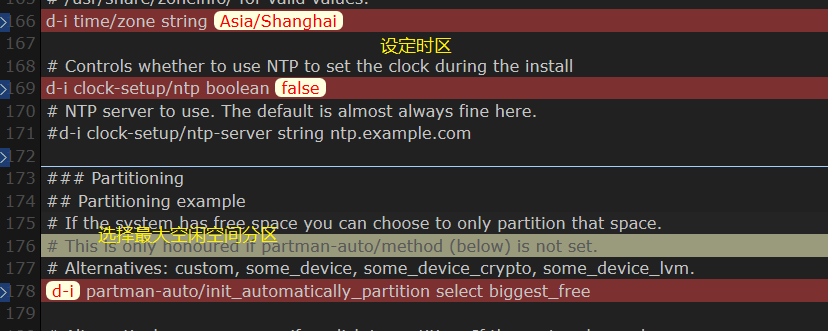 # /usr/share/zoneinfo/ for valid values.
166 d-i time/zone string Asia/Shanghai
167
设定时区
168 # Controls whether to use NTP to set the clock during the install
169 d-i clock-setup/ntp boolean false
170 # NTP server to use. The default is almost always fine here.
171 #d-i clock-setup/ntp-server string ntp.example.com
172
173 ### Partitioning
174 ## Partitioning example
175 # If the system has free space you can choose to only partition that space.
选择最大空闲空间分区
176 # This is only honoured if partman-auto/method (below) is not set.
177 # Alternatives: custom, some_device, some_device_crypto, some_device_lvm.
178 d-i partman-auto/init_automatically_partition select biggest_free
179